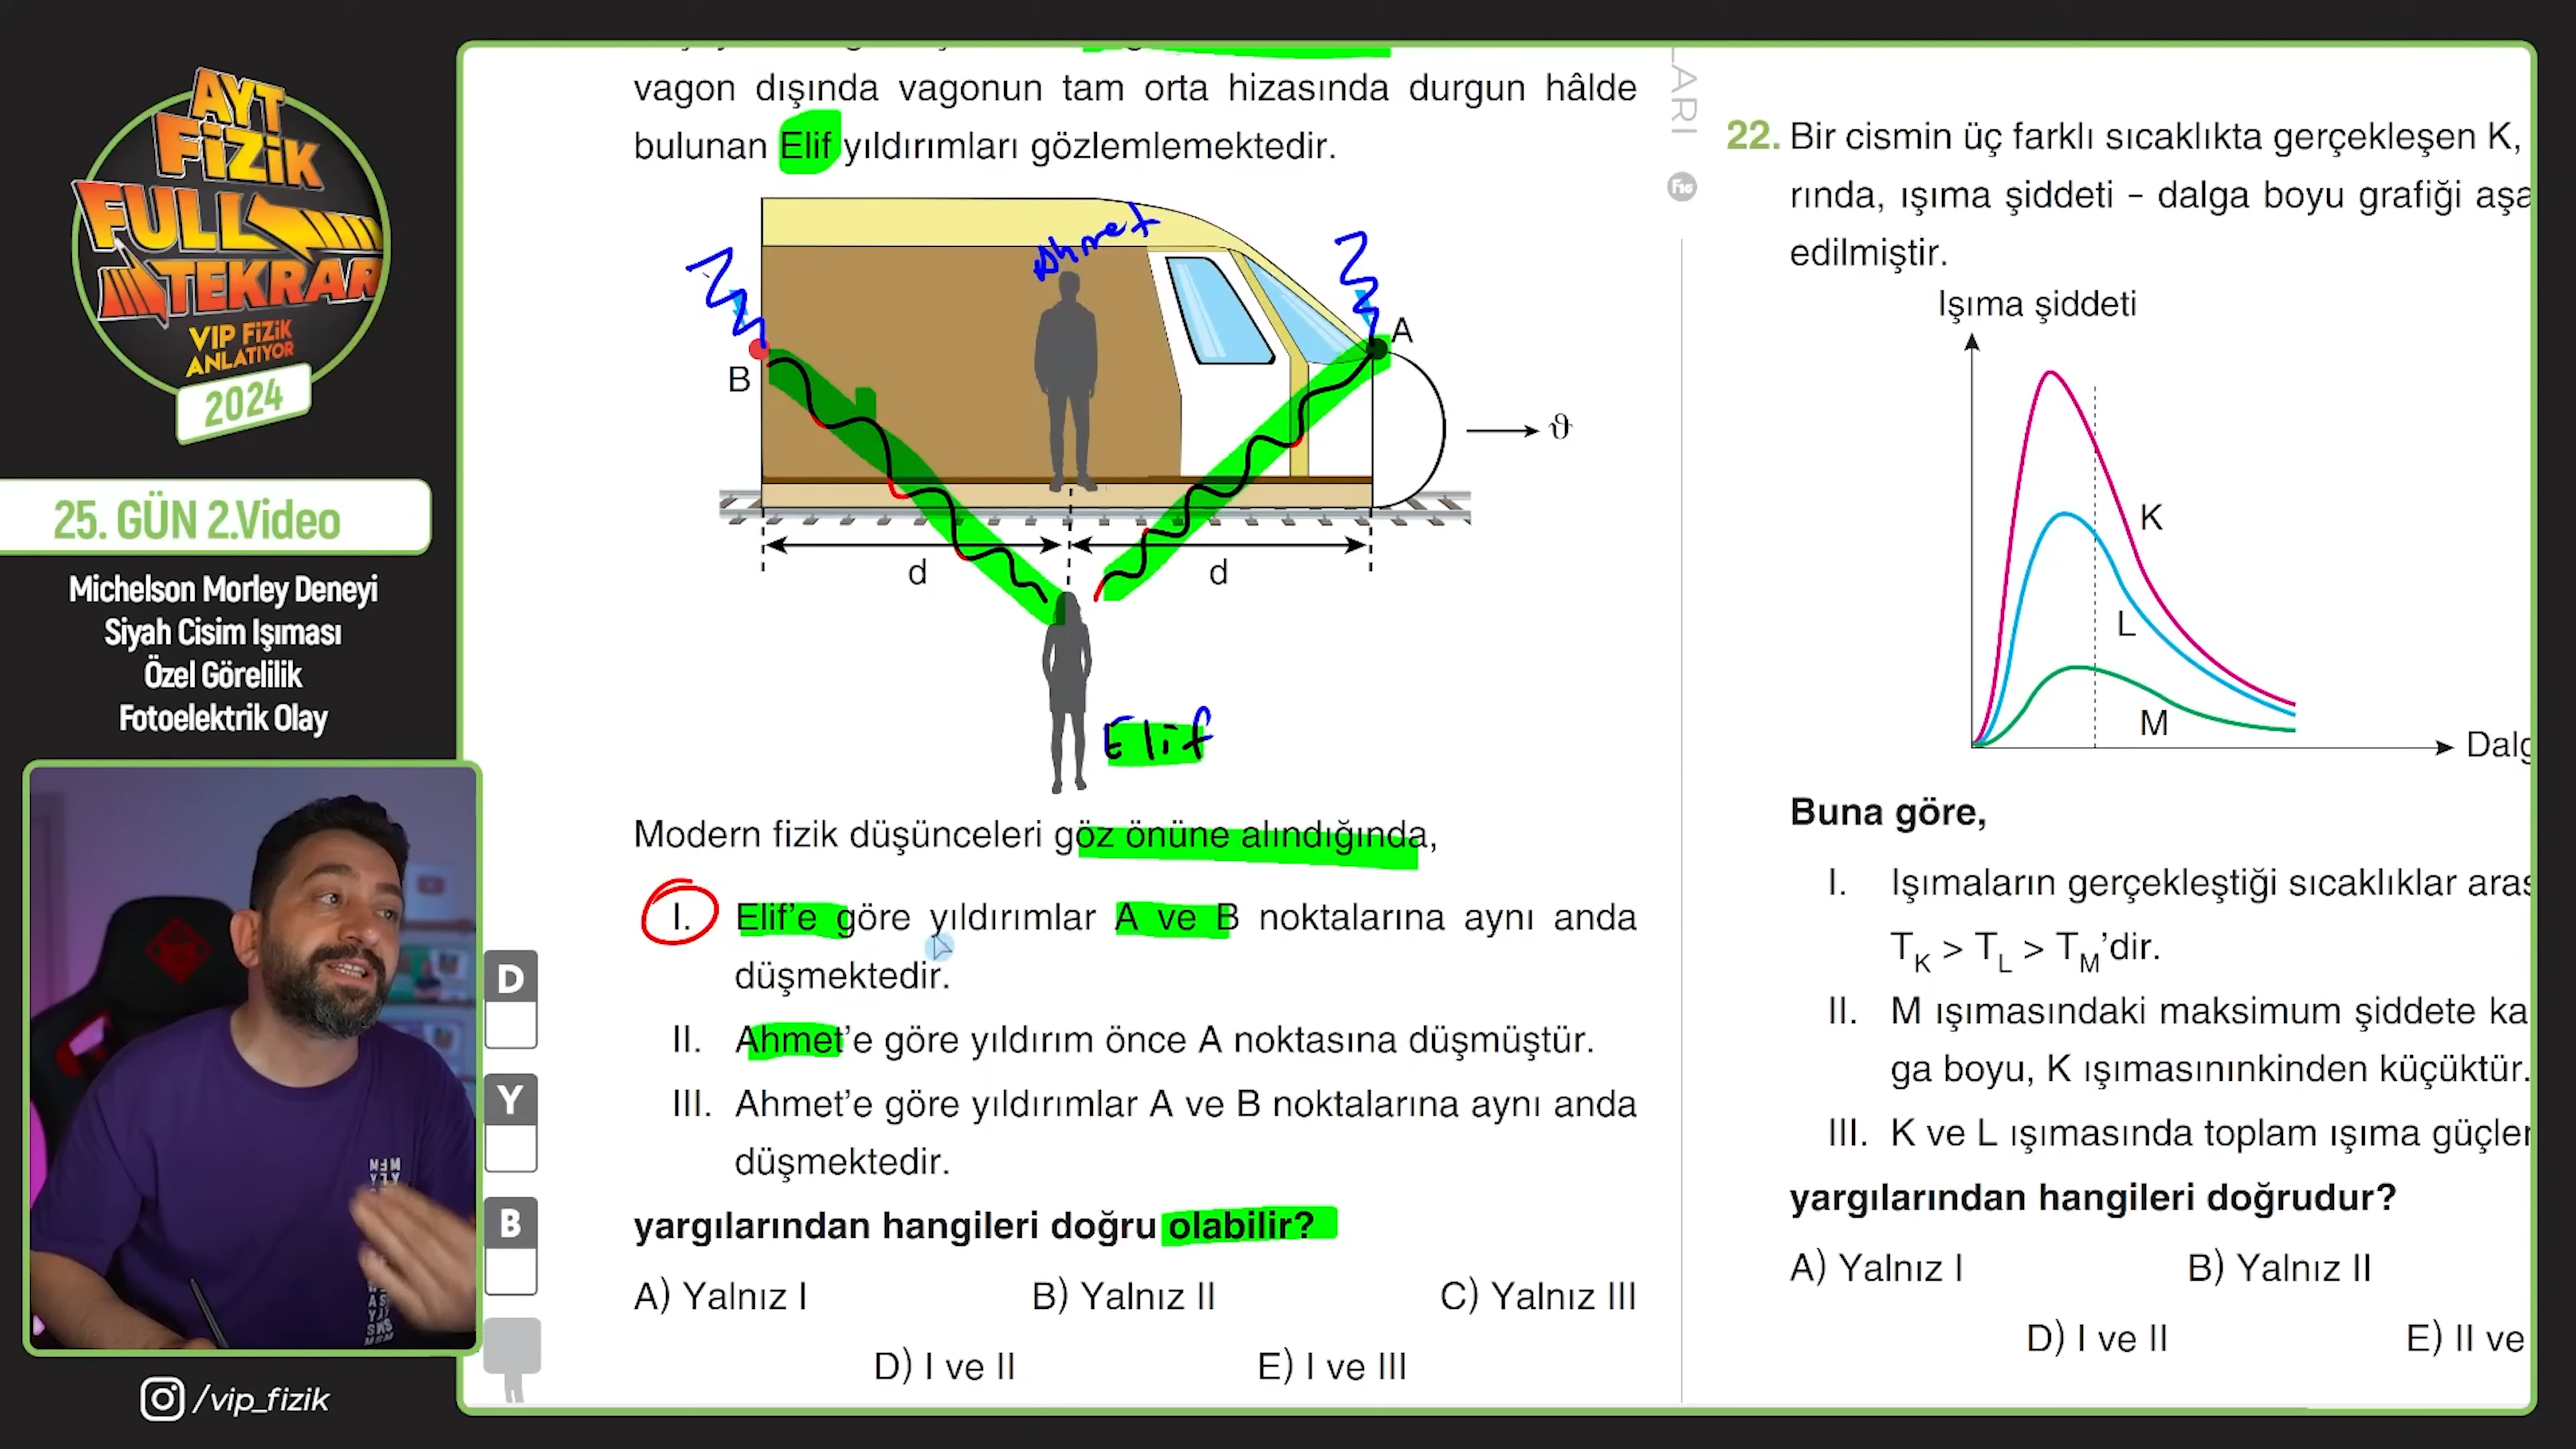 AYT
FİZİK
FULL
TEKRAR
VIP FİZİK
ANLATIYOR
2024
25. GÜN 2.Video
Michelson Morley Deneyi
Siyah Cisim Işıması
Özel Görelilik
Fotoelektrik Olay
/vip_fizik
D
Y
B
vagon dışında vagonun tam orta hizasında durgun hâlde
bulunan Elif yıldırımları gözlemlemektedir.
Ahmet
A
B
ϑ
d
d
Elif
Modern fizik düşünceleri göz önüne alındığında,
I. Elif’e göre yıldırımlar A ve B noktalarına aynı anda
düşmektedir.
II. Ahmet’e göre yıldırım önce A noktasına düşmüştür.
III. Ahmet’e göre yıldırımlar A ve B noktalarına aynı anda
düşmektedir.
yargılarından hangileri doğru olabilir?
A) Yalnız I B) Yalnız II C) Yalnız III
D) I ve II E) I ve III
LARI
22. Bir cismin üç farklı sıcaklıkta gerçekleşen K,
rında, ışıma şiddeti – dalga boyu grafiği aşa
edilmiştir.
Işıma şiddeti
K
L
M
Dalg
Buna göre,
I. Işımaların gerçekleştiği sıcaklıklar aras
T_K > T_L > T_M’dir.
II. M ışımasındaki maksimum şiddete ka
ga boyu, K ışımasınınkinden küçüktür.
III. K ve L ışımasında toplam ışıma güçler
yargılarından hangileri doğrudur?
A) Yalnız I B) Yalnız II
D) I ve II E) II ve